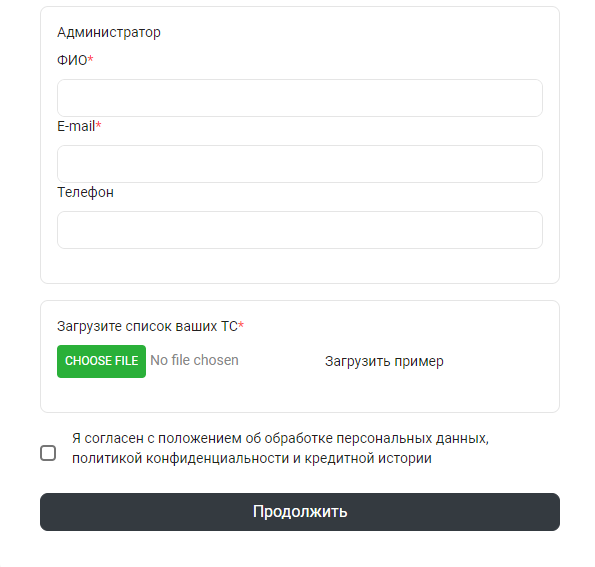 Администратор
ФИО*
E-mail*
Телефон
Загрузите список ваших ТС*
CHOOSE FILE No file chosen Загрузить пример
Я согласен с положением об обработке персональных данных,
политикой конфиденциальности и кредитной истории
Продолжить